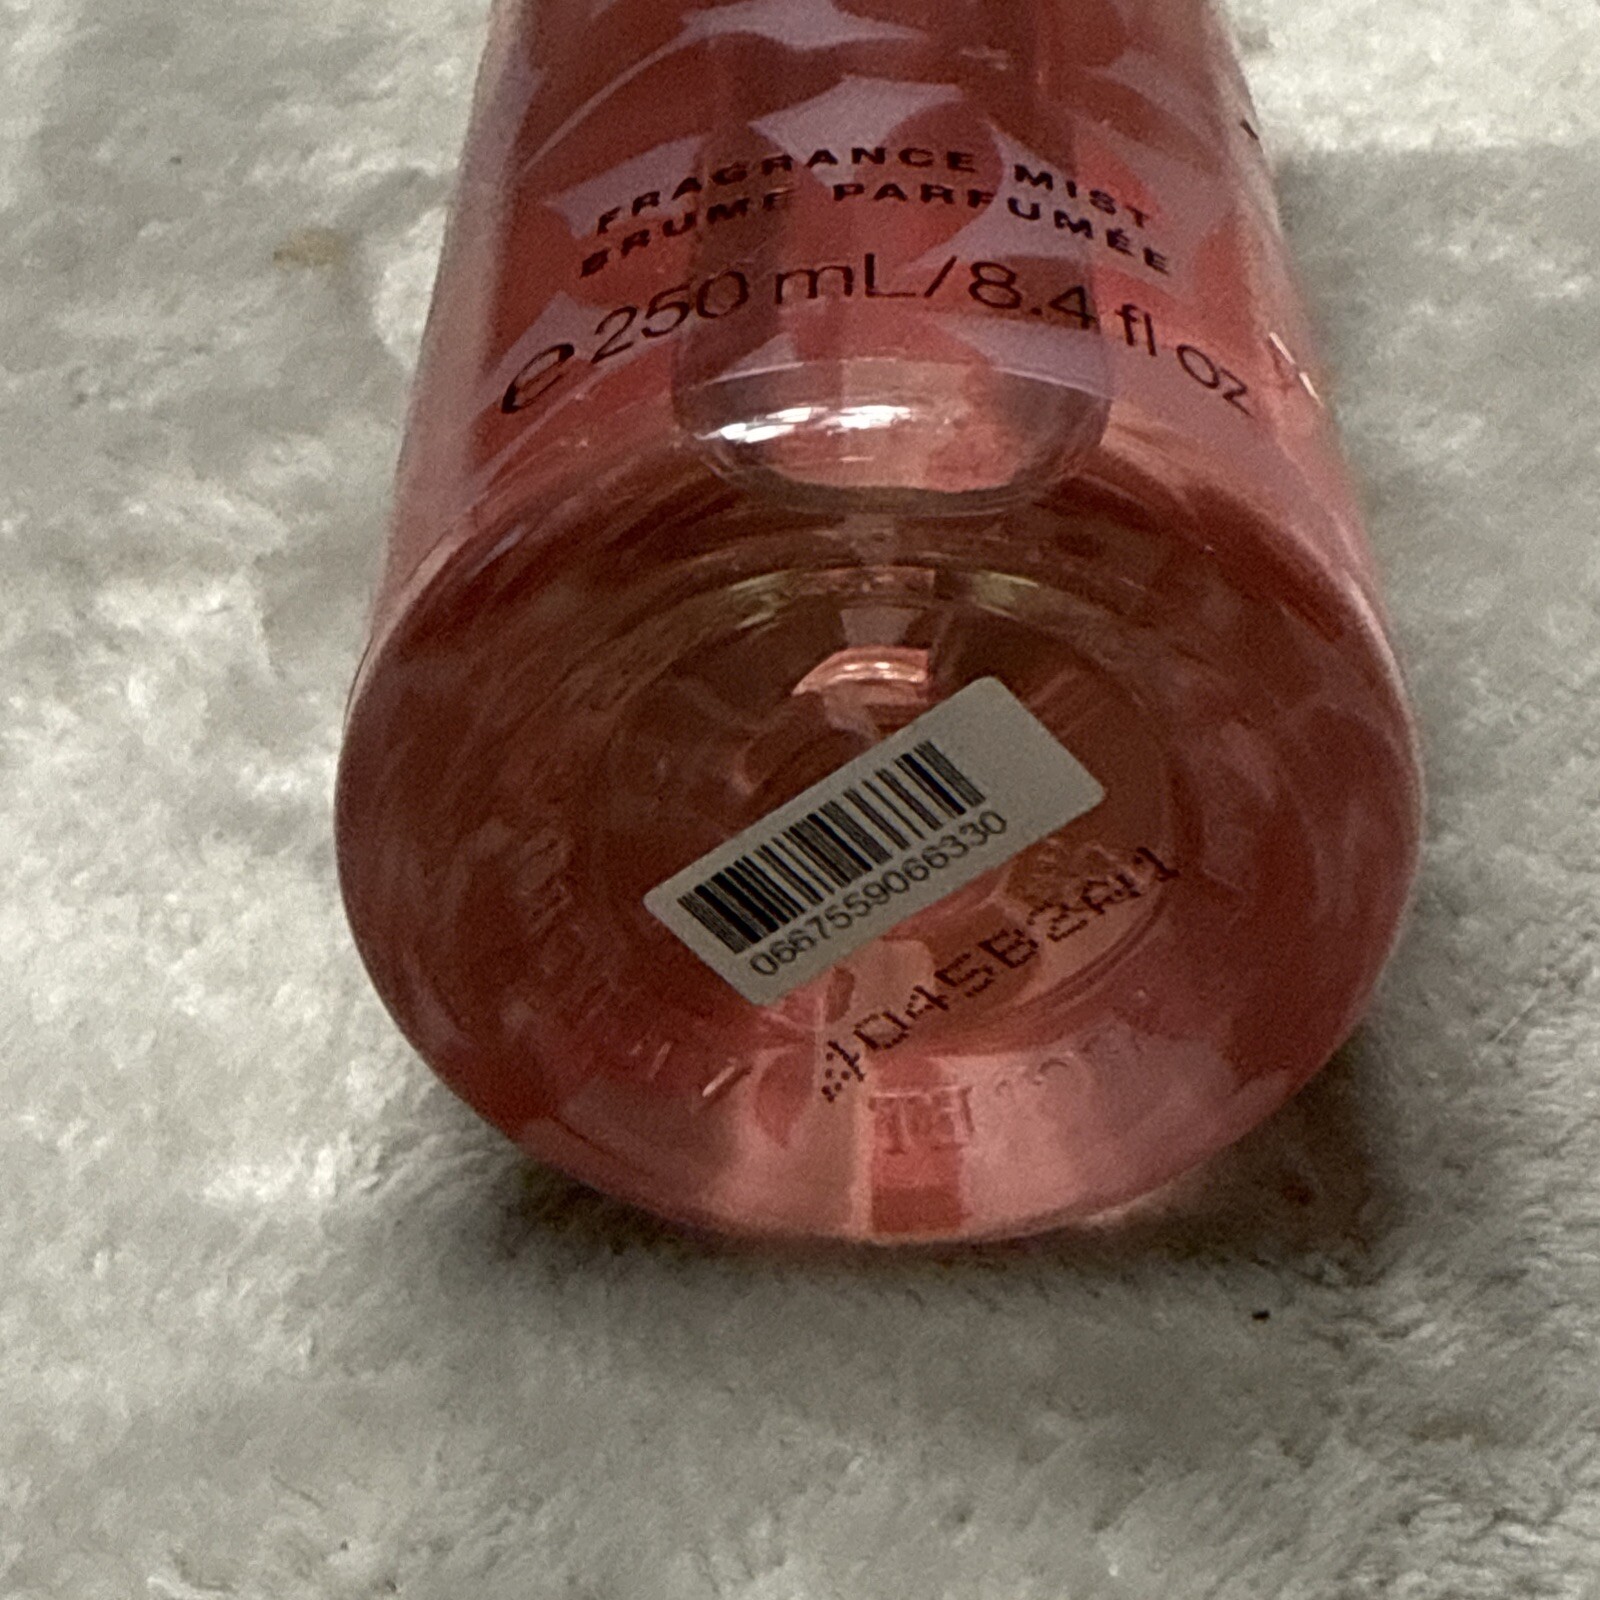 FRAGRANCE MIST
BRUME PARFUMÉE
e 250 mL/8.4 fl oz
0667559066330